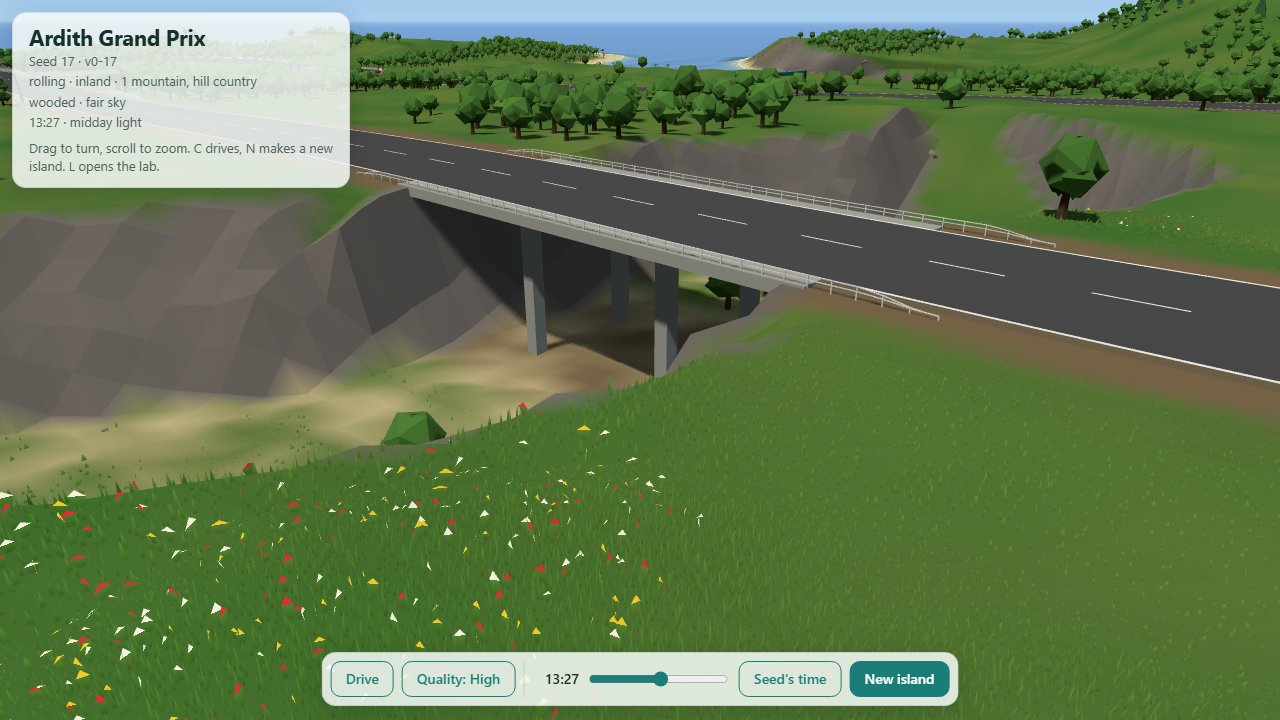 Ardith Grand Prix
Seed 17 · v0-17
rolling · inland · 1 mountain, hill country
wooded · fair sky
13:27 · midday light
Drag to turn, scroll to zoom. C drives, N makes a new
island. L opens the lab.
Drive
Quality: High
13:27
Seed's time
New island